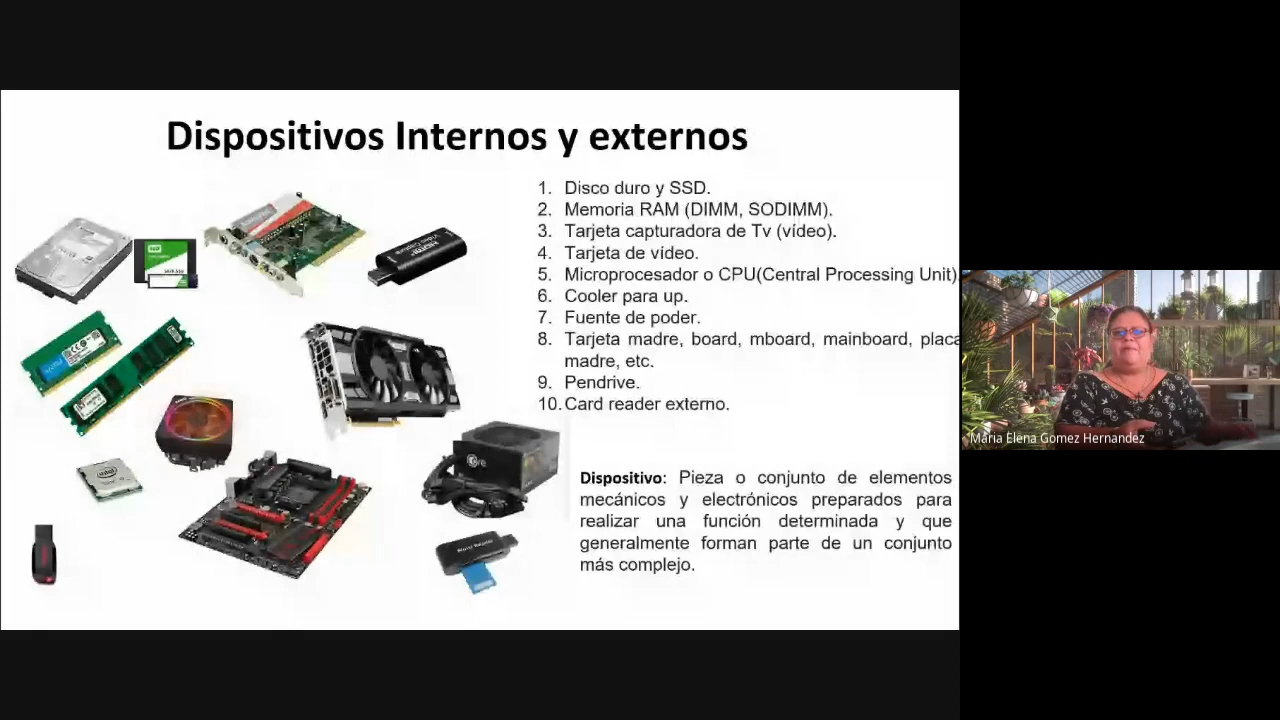 Dispositivos Internos y externos
1. Disco duro y SSD.
2. Memoria RAM (DIMM, SODIMM).
3. Tarjeta capturadora de Tv (vídeo).
4. Tarjeta de vídeo.
5. Microprocesador o CPU(Central Processing Unit)
6. Cooler para up.
7. Fuente de poder.
8. Tarjeta madre, board, mboard, mainboard, placa
madre, etc.
9. Pendrive.
10. Card reader externo.
Dispositivo: Pieza o conjunto de elementos
mecánicos y electrónicos preparados para
realizar una función determinada y que
generalmente forman parte de un conjunto
más complejo.
Maria Elena Gomez Hernandez
HDMI
Video Capture
intel